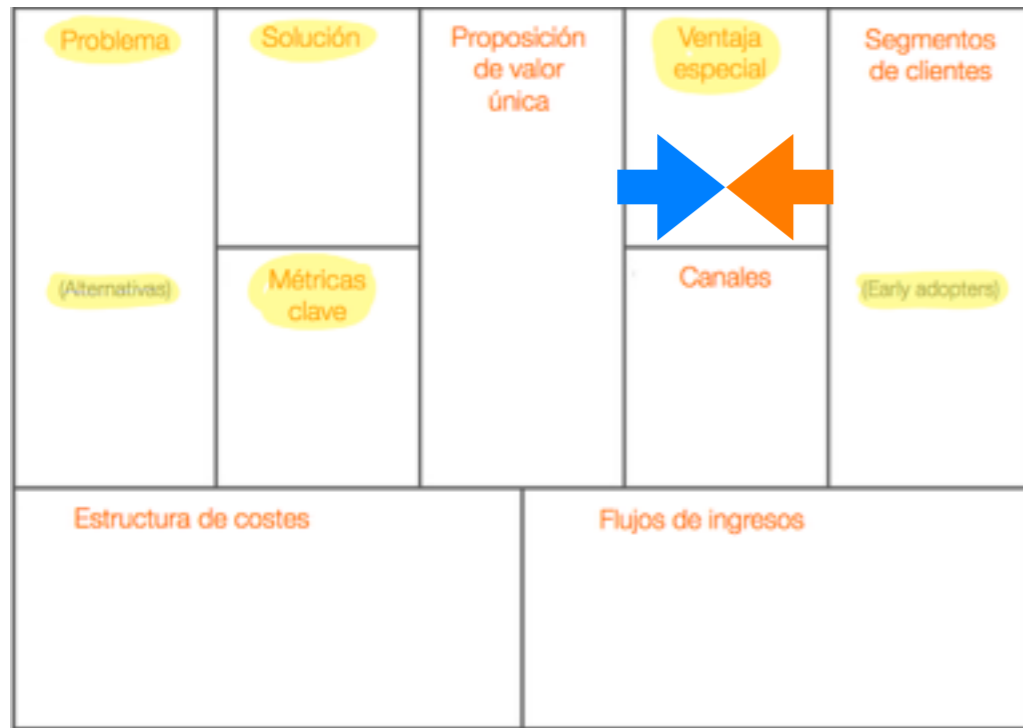 Problema
(Alternativas)
Solución
Métricas
clave
Proposición
de valor
única
Ventaja
especial
Canales
Segmentos
de clientes
(Early adopters)
Estructura de costes
Flujos de ingresos